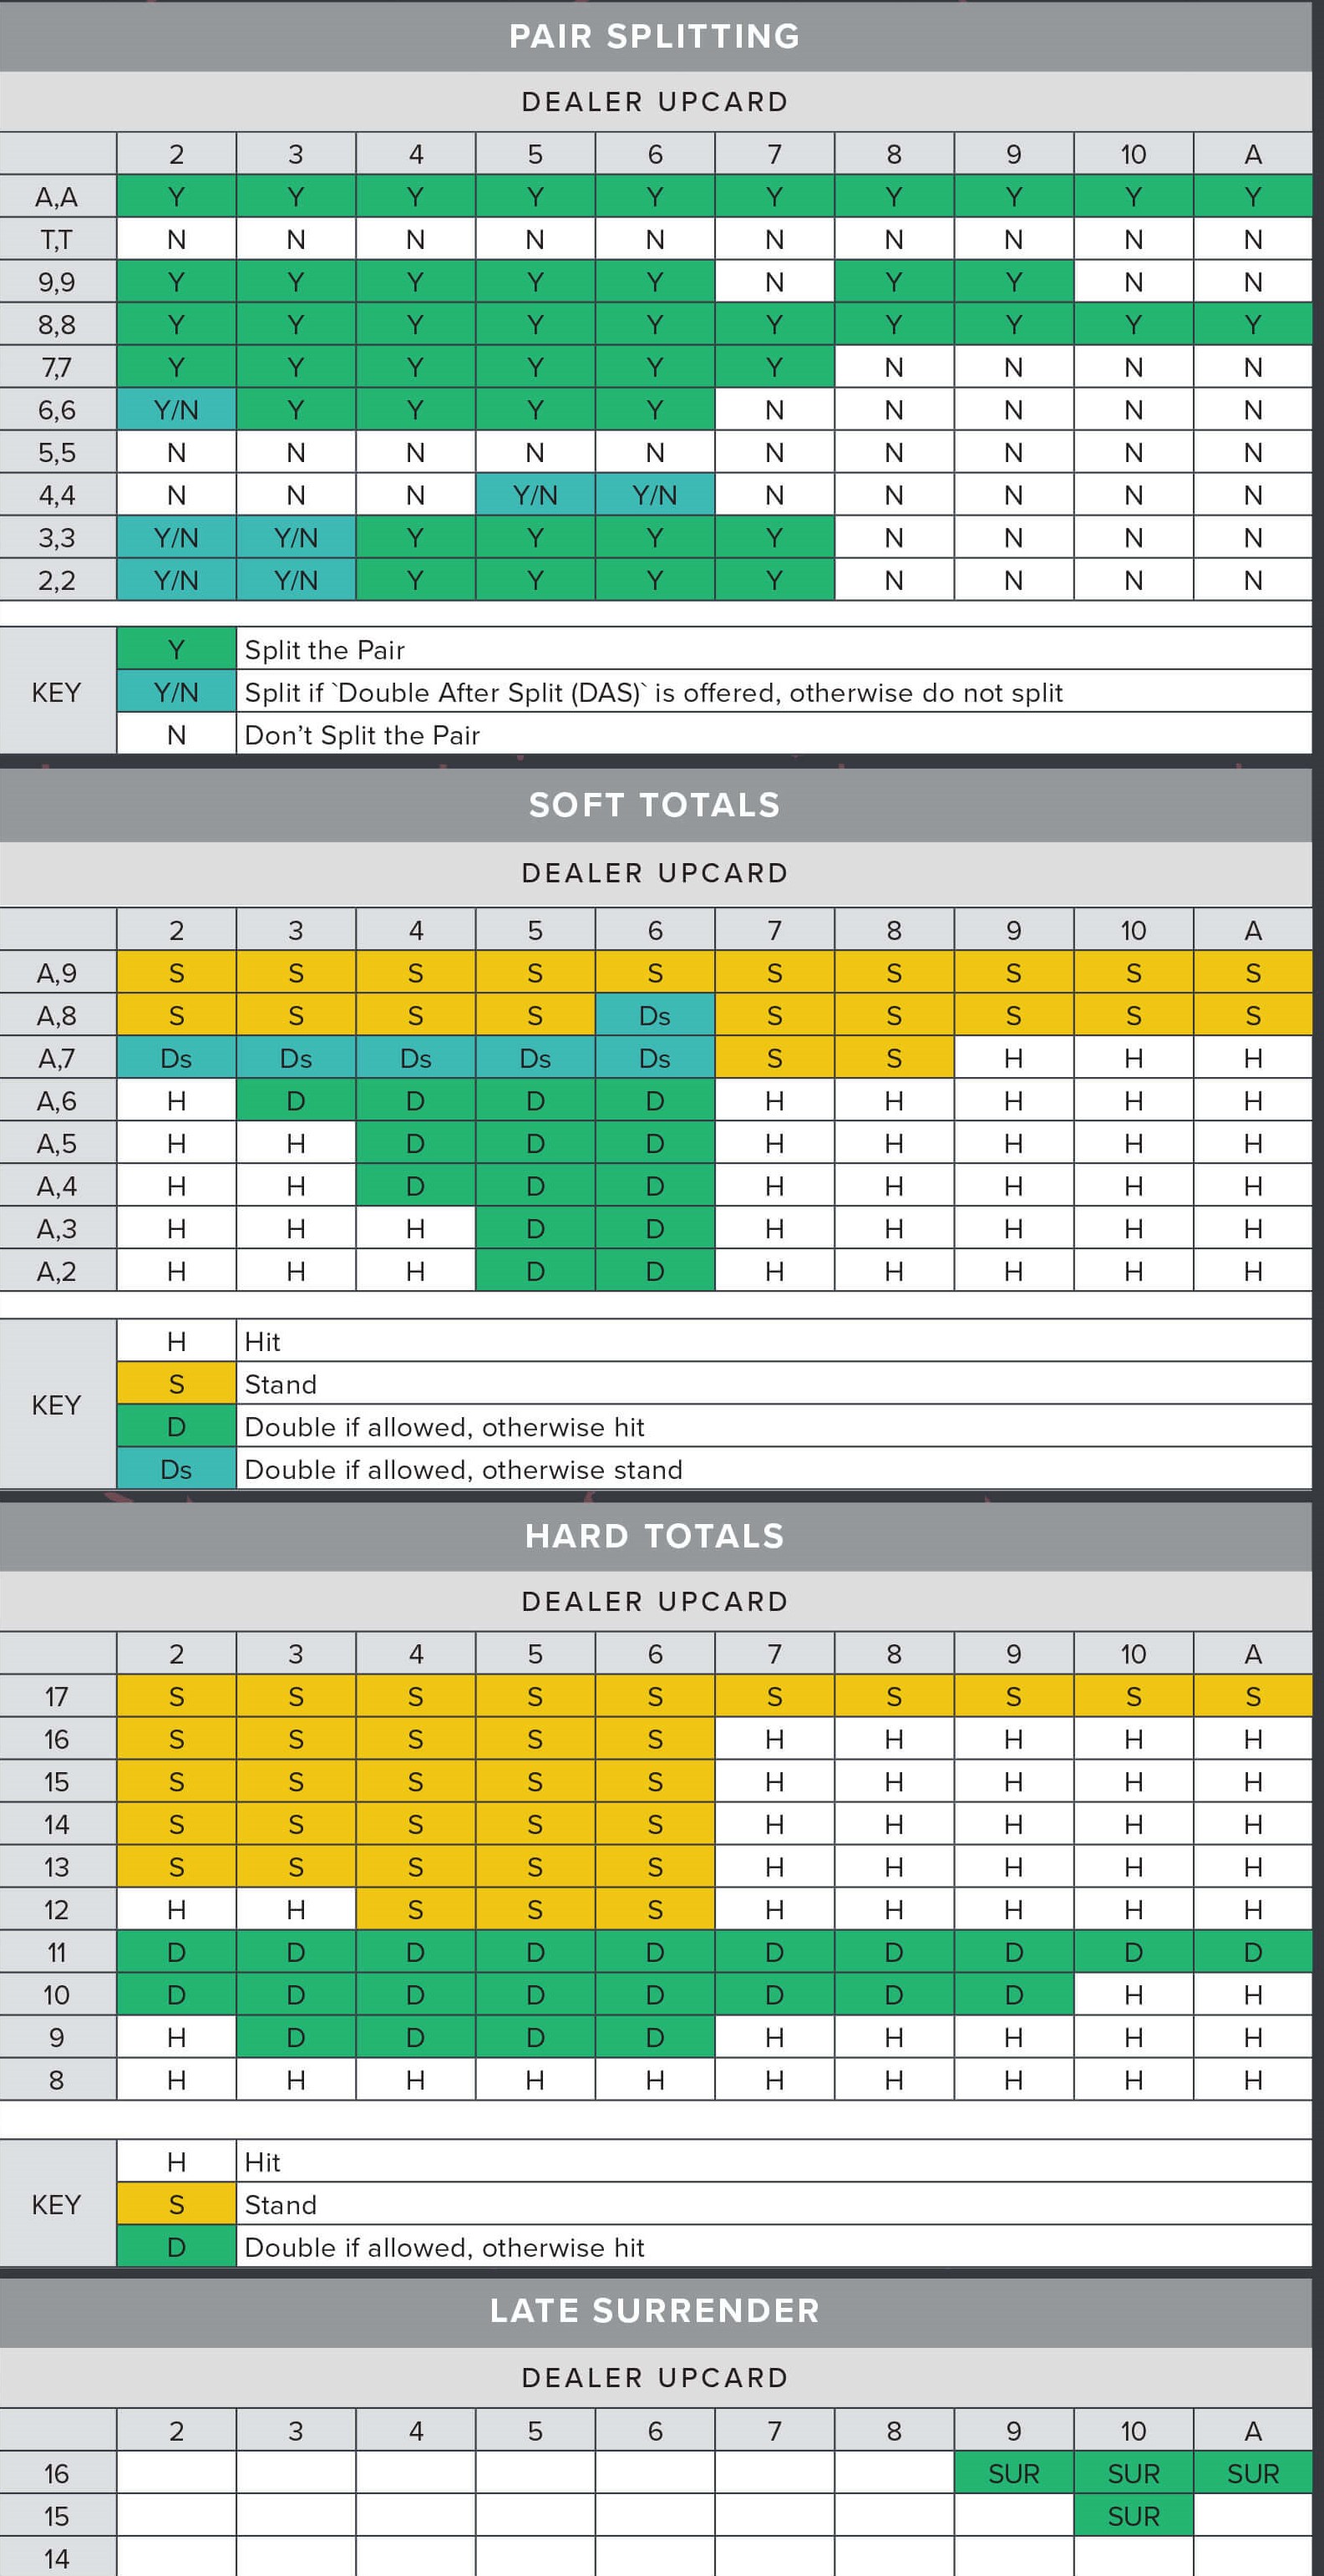 PAIR SPLITTING
DEALER UPCARD
2 3 4 5 6 7 8 9 10 A
A,A Y Y Y Y Y Y Y Y Y Y
T,T N N N N N N N N N N
9,9 Y Y Y Y Y N Y Y N N
8,8 Y Y Y Y Y Y Y Y Y Y
7,7 Y Y Y Y Y Y N N N N
6,6 Y/N Y Y Y Y N N N N N
5,5 N N N N N N N N N N
4,4 N N N Y/N Y/N N N N N N
3,3 Y/N Y/N Y Y Y Y N N N N
2,2 Y/N Y/N Y Y Y Y N N N N
KEY
Y Split the Pair
Y/N Split if `Double After Split (DAS)` is offered, otherwise do not split
N Don’t Split the Pair
SOFT TOTALS
DEALER UPCARD
2 3 4 5 6 7 8 9 10 A
A,9 S S S S S S S S S S
A,8 S S S S Ds S S S S S
A,7 Ds Ds Ds Ds Ds S S H H H
A,6 H D D D D H H H H H
A,5 H H D D D H H H H H
A,4 H H D D D H H H H H
A,3 H H H D D H H H H H
A,2 H H H D D H H H H H
KEY
H Hit
S Stand
D Double if allowed, otherwise hit
Ds Double if allowed, otherwise stand
HARD TOTALS
DEALER UPCARD
2 3 4 5 6 7 8 9 10 A
17 S S S S S S S S S S
16 S S S S S H H H H H
15 S S S S S H H H H H
14 S S S S S H H H H H
13 S S S S S H H H H H
12 H H S S S H H H H H
11 D D D D D D D D D D
10 D D D D D D D D H H
9 H D D D D H H H H H
8 H H H H H H H H H H
KEY
H Hit
S Stand
D Double if allowed, otherwise hit
LATE SURRENDER
DEALER UPCARD
2 3 4 5 6 7 8 9 10 A
16 SUR SUR SUR
15 SUR
14